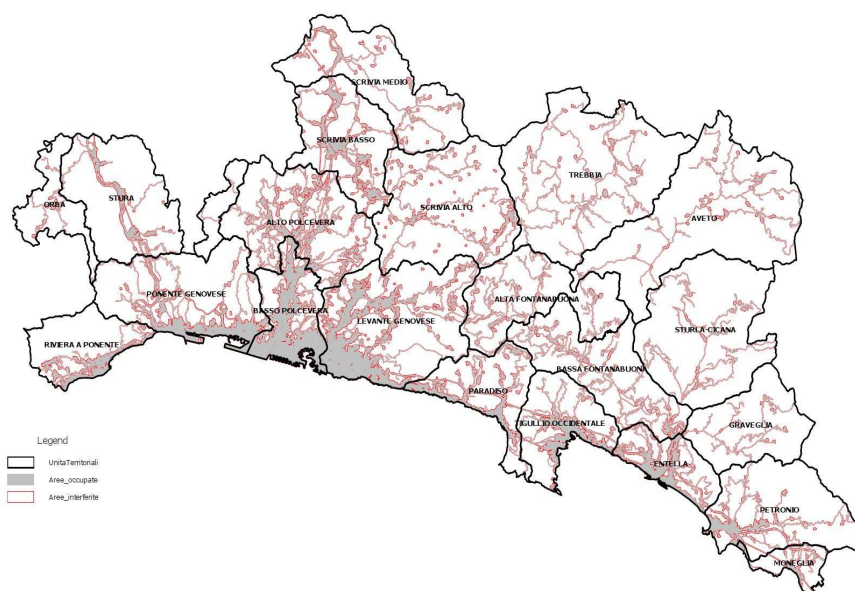 SCRIVIA MEDIO
SCRIVIA BASSO
TREBBIA
ORBA
STURA
SCRIVIA ALTO
ALTO POLCEVERA
AVETO
PONENTE GENOVESE
ALTA FONTANABUONA
BASSO POLCEVERA
LEVANTE GENOVESE
STURLA-CICANA
RIVIERA A PONENTE
BASSA FONTANABUONA
PARADISO
IGULLIO OCCIDENTALE
GRAVEGLIA
Legend
UnitaTerritoriali
Aree_occupate
Aree_interferite
ENTELLA
PETRONIO
MONEGLIA